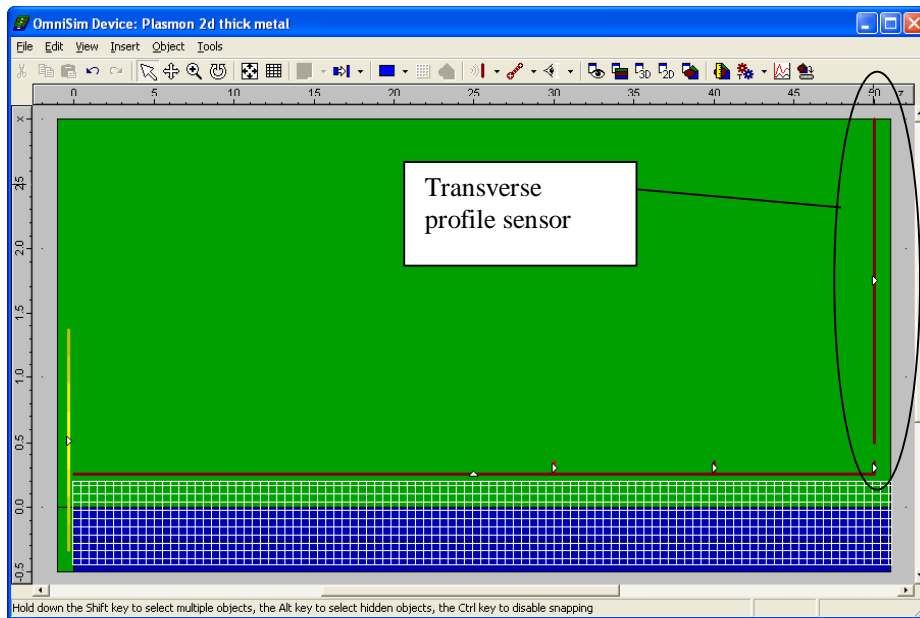 OmniSim Device: Plasmon 2d thick metal
File Edit View Insert Object Tools
3D 2D
0 5 10 15 20 25 30 35 40 45 50 z
x
2.5
2.0
1.5
1.0
0.5
0.0
-0.5
Transverse
profile sensor
Hold down the Shift key to select multiple objects, the Alt key to select hidden objects, the Ctrl key to disable snapping